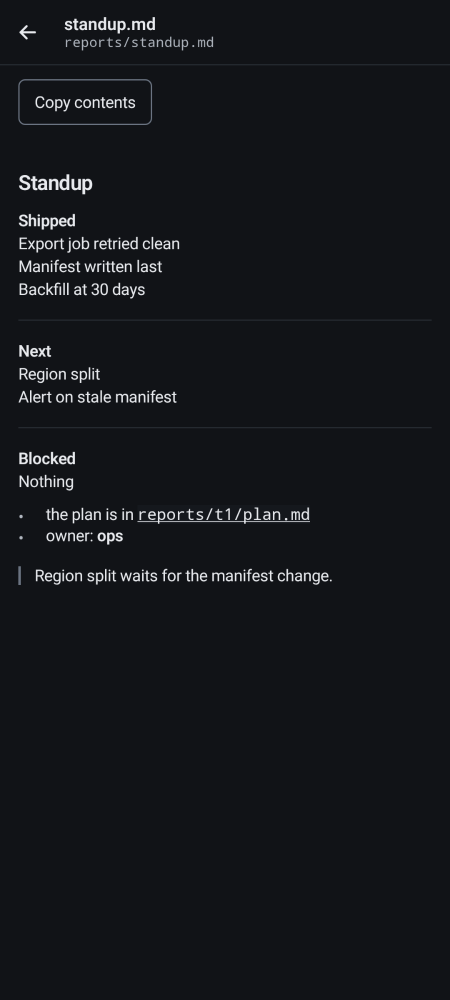 standup.md
reports/standup.md
Copy contents
Standup
Shipped
Export job retried clean
Manifest written last
Backfill at 30 days
Next
Region split
Alert on stale manifest
Blocked
Nothing
• the plan is in reports/t1/plan.md
• owner: ops
Region split waits for the manifest change.